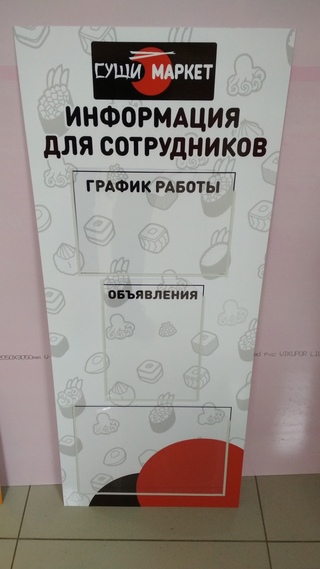 СУШИ МАРКЕТ
ИНФОРМАЦИЯ
ДЛЯ СОТРУДНИКОВ
ГРАФИК РАБОТЫ
ОБЪЯВЛЕНИЯ